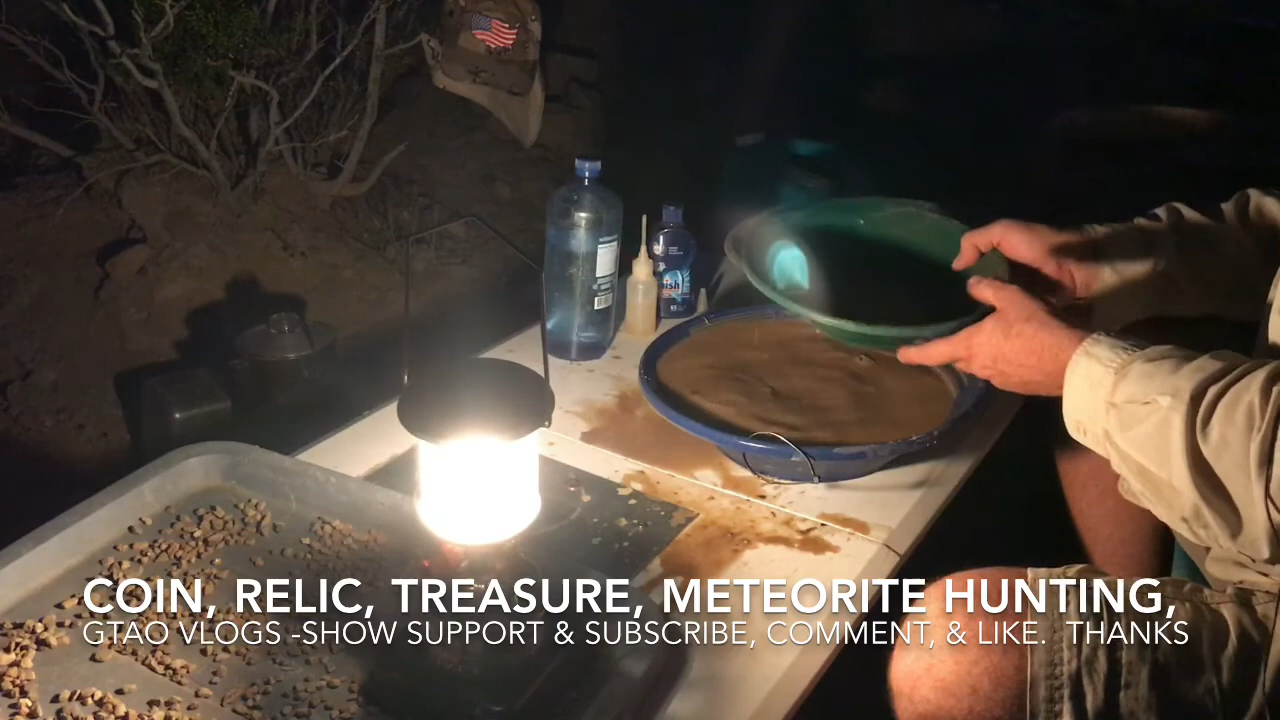 COIN, RELIC, TREASURE, METEORITE HUNTING,
GTAO VLOGS -SHOW SUPPORT & SUBSCRIBE, COMMENT, & LIKE.  THANKS